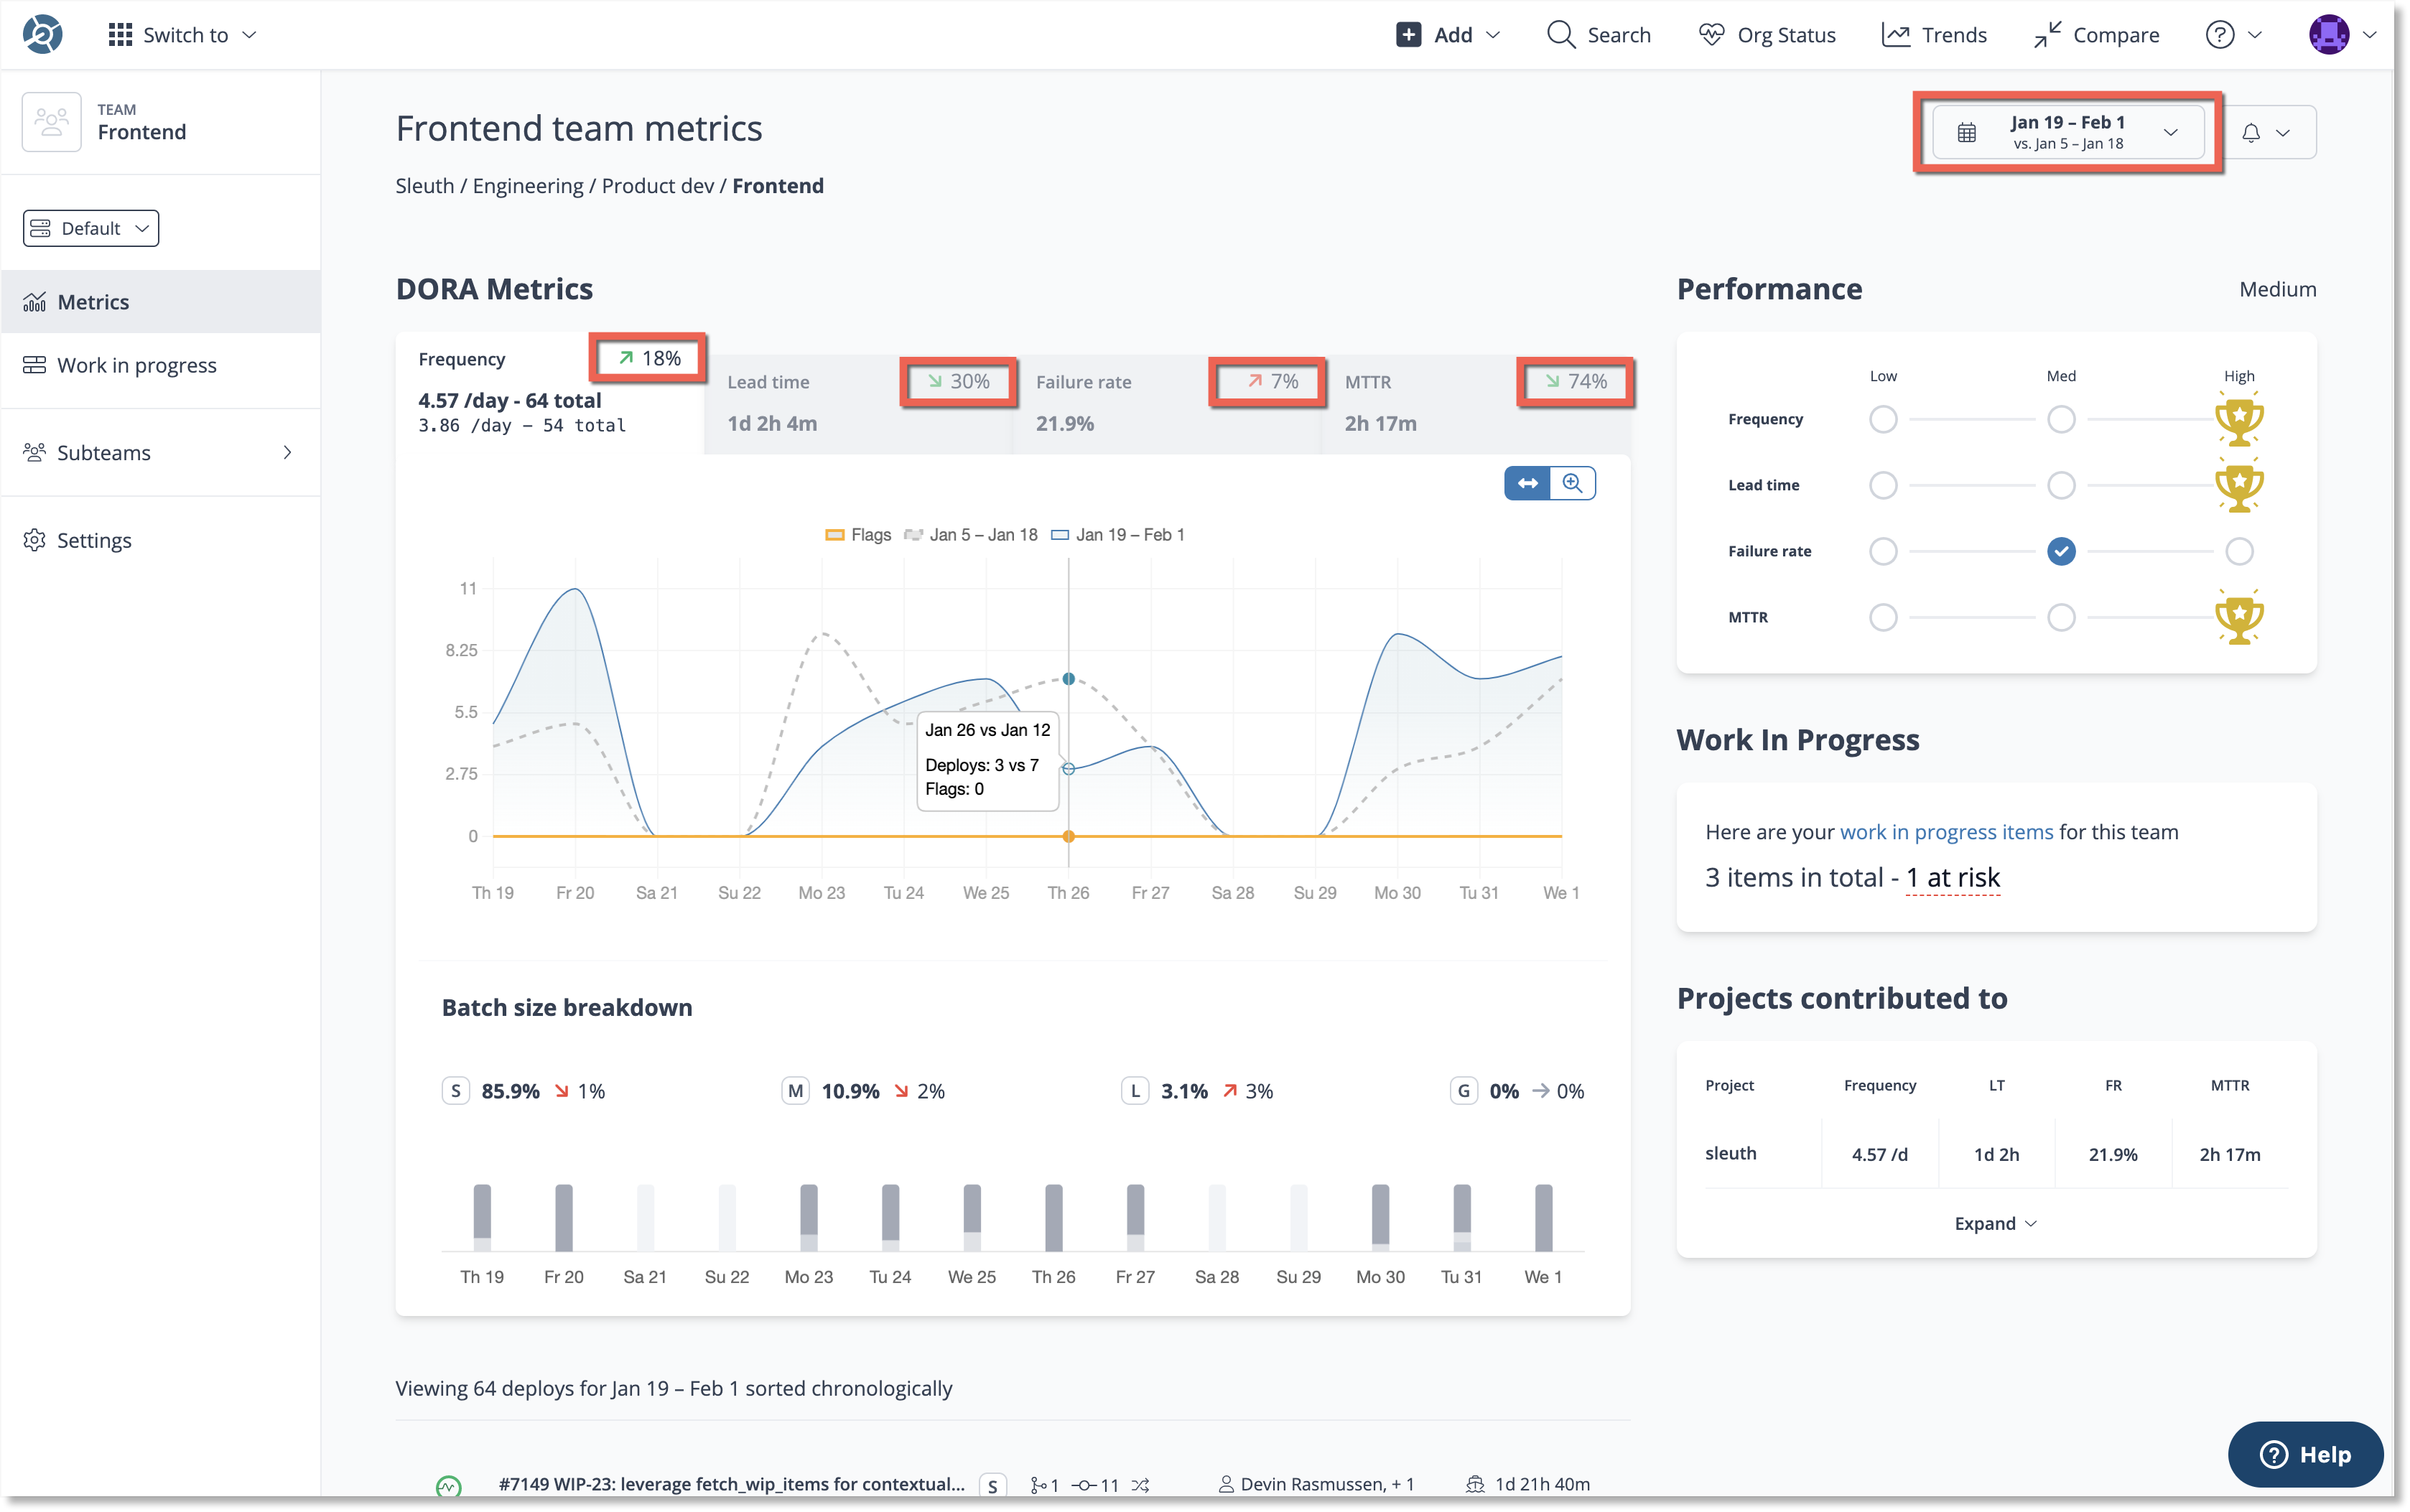 Switch to
Add
Search
Org Status
Trends
Compare
TEAM
Frontend
Default
Metrics
Work in progress
Subteams
Settings
Frontend team metrics
Sleuth / Engineering / Product dev / Frontend
Jan 19 – Feb 1
vs. Jan 5 – Jan 18
DORA Metrics
Frequency
18%
4.57 /day - 64 total
3.86 /day – 54 total
Lead time
30%
1d 2h 4m
Failure rate
7%
21.9%
MTTR
74%
2h 17m
Flags
Jan 5 – Jan 18
Jan 19 – Feb 1
11
8.25
5.5
2.75
0
Jan 26 vs Jan 12
Deploys: 3 vs 7
Flags: 0
Th 19 Fr 20 Sa 21 Su 22 Mo 23 Tu 24 We 25 Th 26 Fr 27 Sa 28 Su 29 Mo 30 Tu 31 We 1
Batch size breakdown
S 85.9% 1%
M 10.9% 2%
L 3.1% 3%
G 0% 0%
Th 19 Fr 20 Sa 21 Su 22 Mo 23 Tu 24 We 25 Th 26 Fr 27 Sa 28 Su 29 Mo 30 Tu 31 We 1
Viewing 64 deploys for Jan 19 – Feb 1 sorted chronologically
#7149 WIP-23: leverage fetch_wip_items for contextual... S 1 11 Devin Rasmussen, + 1 1d 21h 40m
Performance
Medium
Low Med High
Frequency
Lead time
Failure rate
MTTR
Work In Progress
Here are your work in progress items for this team
3 items in total - 1 at risk
Projects contributed to
Project Frequency LT FR MTTR
sleuth 4.57 /d 1d 2h 21.9% 2h 17m
Expand
? Help